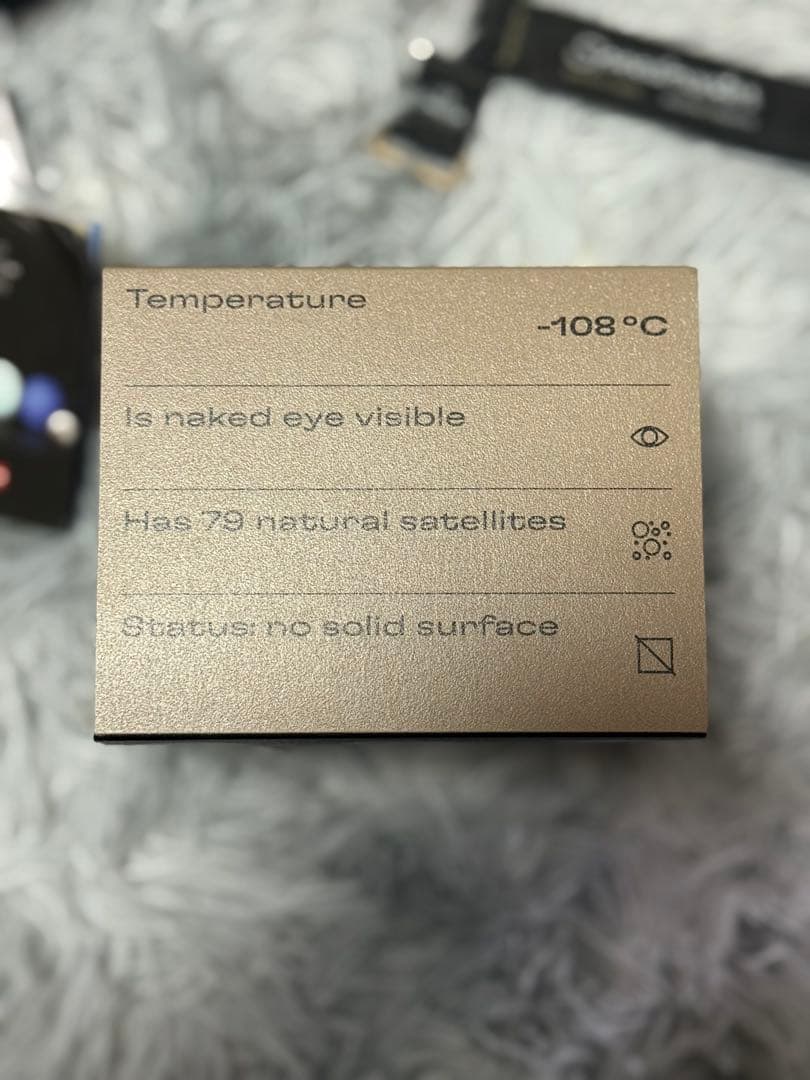 Temperature
-108°C
Is naked eye visible
Has 79 natural satellites
Status: no solid surface